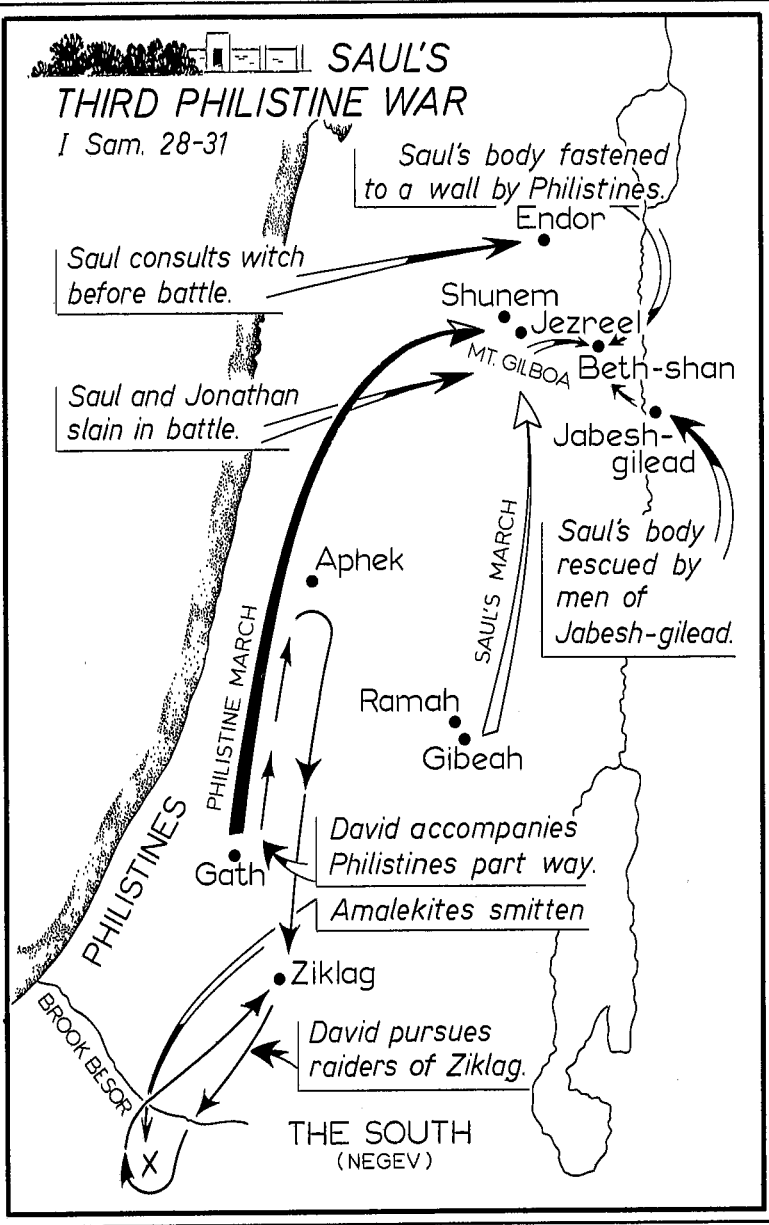 SAUL'S
THIRD PHILISTINE WAR
I Sam. 28-31
Saul's body fastened
to a wall by Philistines.
Endor
Saul consults witch
before battle.
Shunem
Jezreel
MT. GILBOA
Beth-shan
Saul and Jonathan
slain in battle.
Jabesh-
gilead
Saul's body
rescued by
men of
Jabesh-gilead.
SAUL'S MARCH
Aphek
PHILISTINE MARCH
Ramah
Gibeah
David accompanies
Philistines part way.
Gath
PHILISTINES
Amalekites smitten
Ziklag
BROOK BESOR
David pursues
raiders of Ziklag.
X
THE SOUTH
(NEGEV)